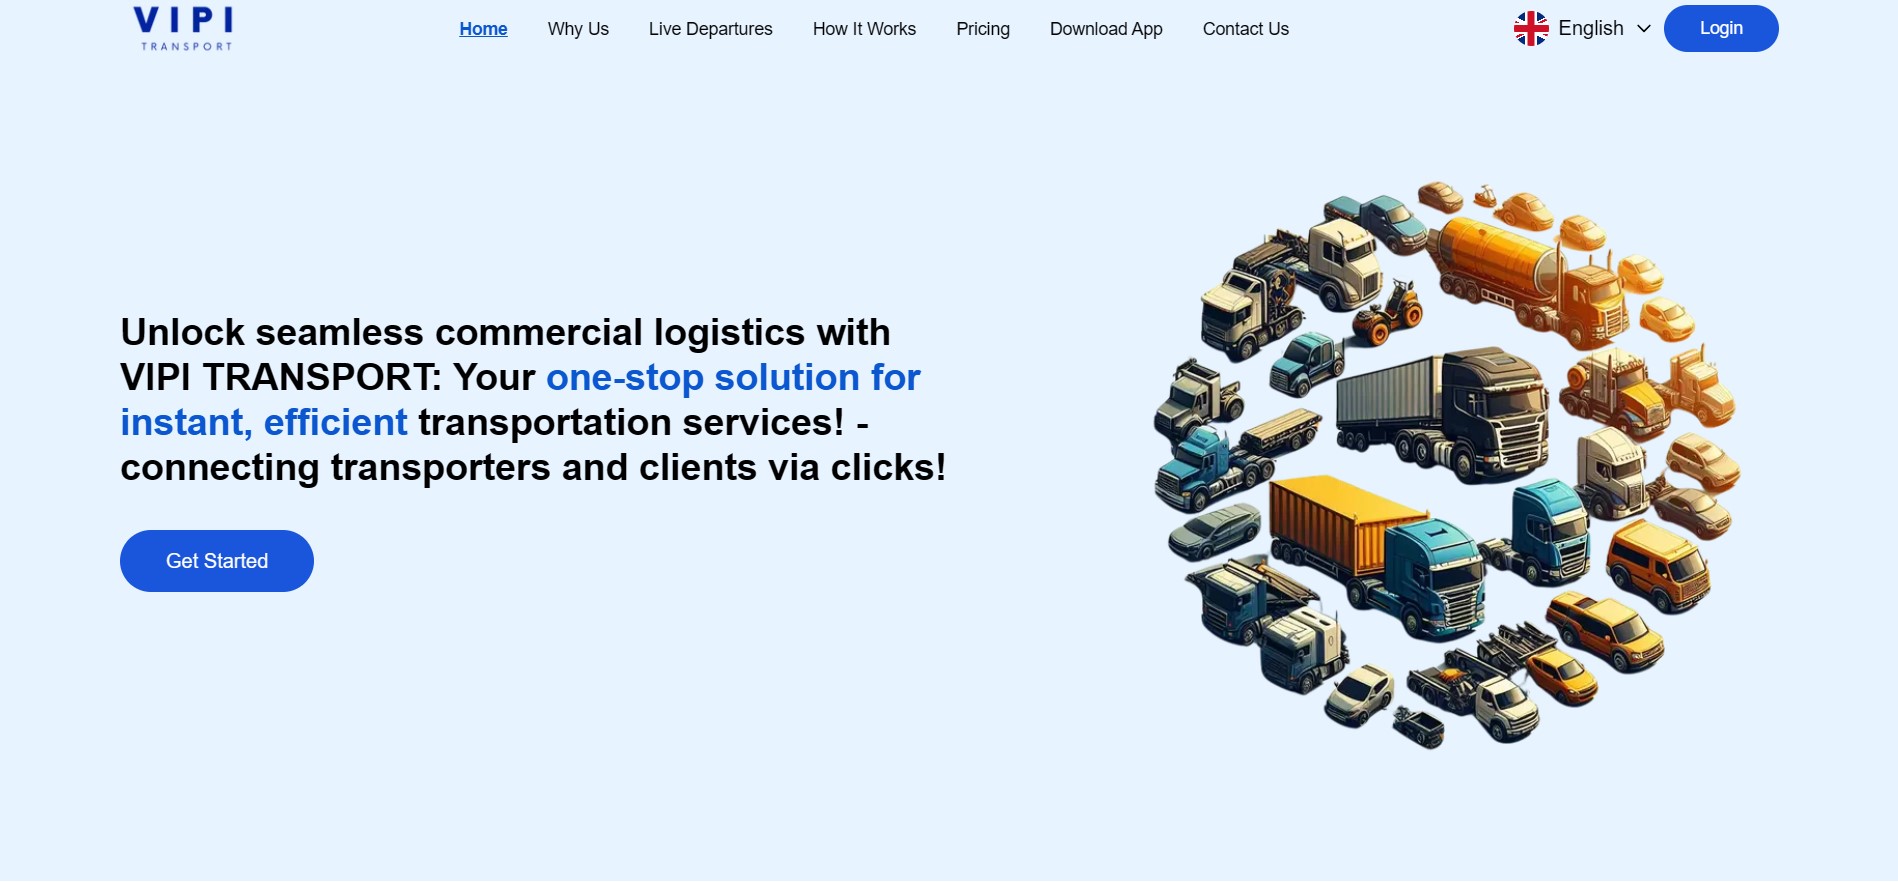 VIPI
TRANSPORT
Home
Why Us
Live Departures
How It Works
Pricing
Download App
Contact Us
English
Login
Unlock seamless commercial logistics with
VIPI TRANSPORT: Your one-stop solution for
instant, efficient transportation services! -
connecting transporters and clients via clicks!
Get Started